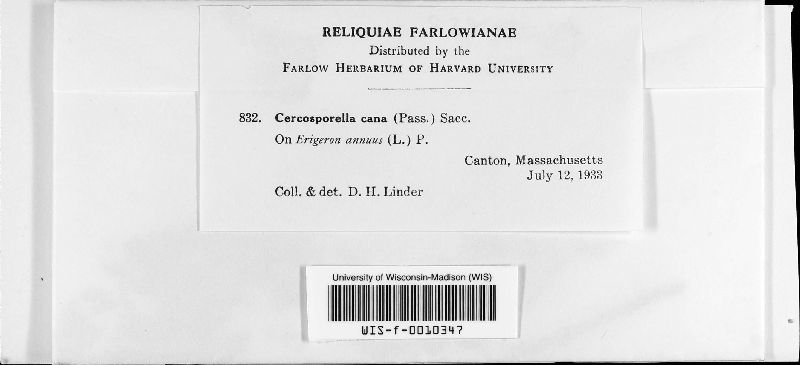 RELIQUIAE FARLOWIANAE
Distributed by the
FARLOW HERBARIUM OF HARVARD UNIVERSITY
832. Cercosporella cana (Pass.) Sacc.
On Erigeron annuus (L.) P.
Canton, Massachusetts
July 12, 1933
Coll. & det. D. H. Linder
University of Wisconsin-Madison (WIS)
WIS-f-0010347